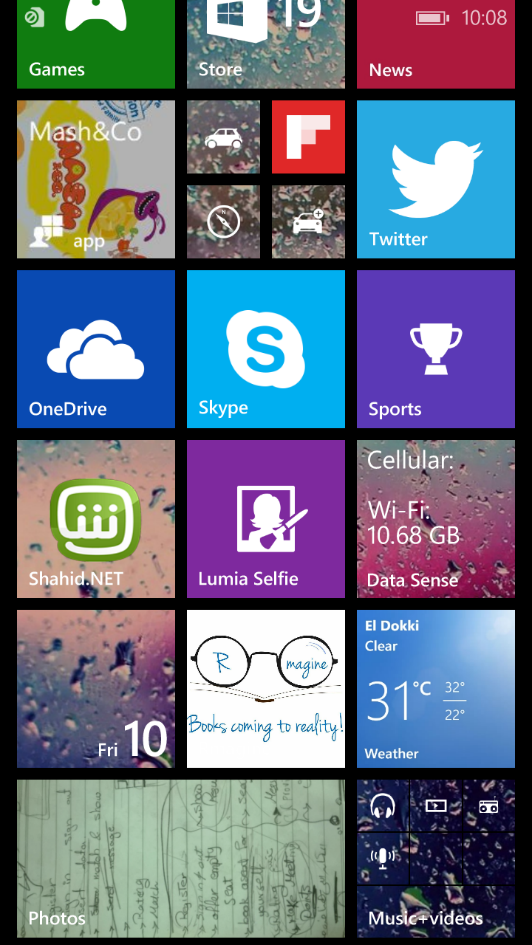 19
10:08
Games
Store
News
Mash&Co
app
Twitter
OneDrive
Skype
Sports
Shahid.NET
Lumia Selfie
Cellular:
Wi-Fi:
10.68 GB
Data Sense
Fri 10
R magine
Books coming to reality!
El Dokki
Clear
31°C
32°
22°
Weather
Photos
Music+videos